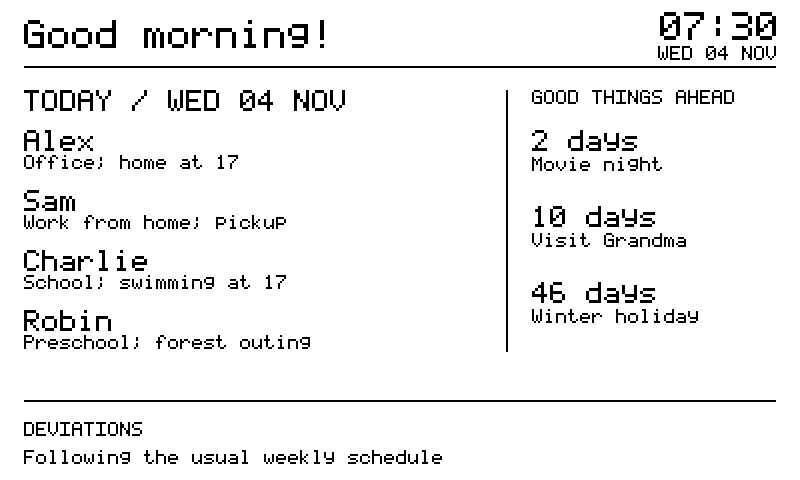 Good morning!
07:30
WED 04 NOV
TODAY / WED 04 NOV
Alex
Office; home at 17
Sam
Work from home; pickup
Charlie
School; swimming at 17
Robin
Preschool; forest outing
GOOD THINGS AHEAD
2 days
Movie night
10 days
Visit Grandma
46 days
Winter holiday
DEVIATIONS
Following the usual weekly schedule